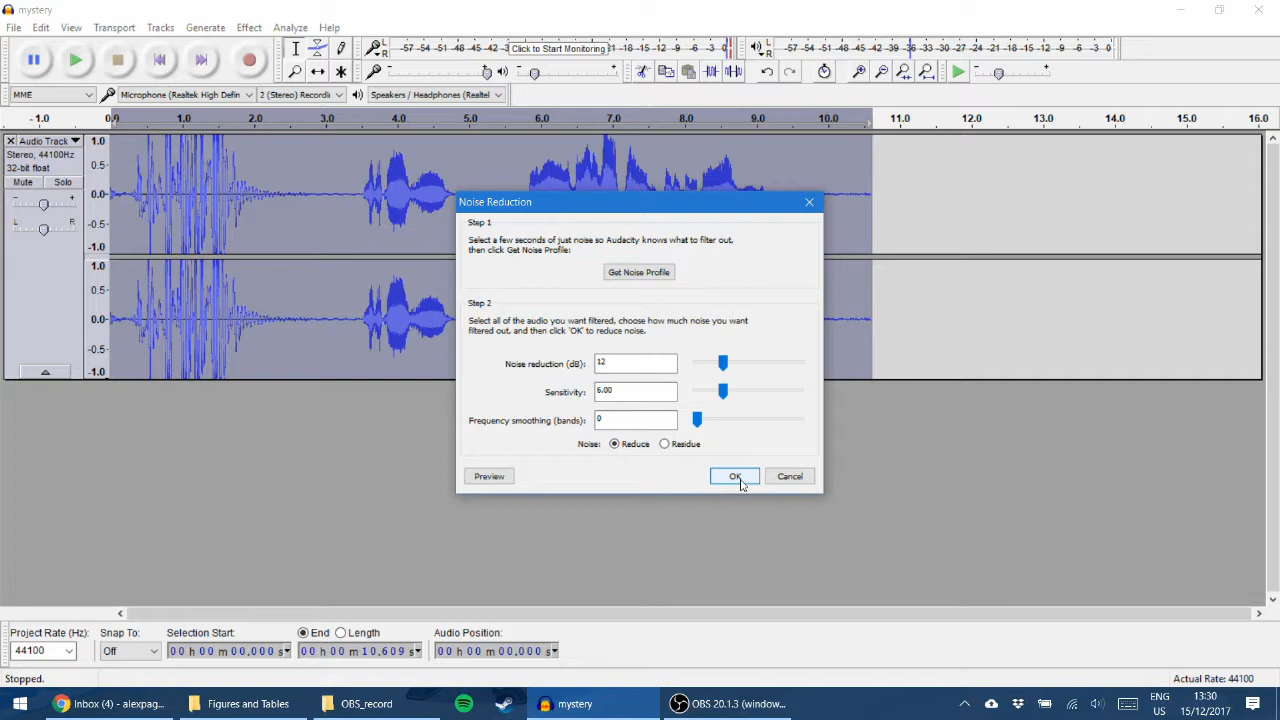 mystery
File Edit View Transport Tracks Generate Effect Analyze Help
-57 -54 -51 -48 -45 -4 Click to Start Monitoring 21 -18 -15 -12 -9 -6 -3 0
-57 -54 -51 -48 -45 -42 -39 -36 -33 -30 -27 -24 -21 -18 -15 -12 -9 -6 -3 0
MME Microphone (Realtek High Defin 2 (Stereo) Recordi Speakers / Headphones (Realtel
-1.0 0.0 1.0 2.0 3.0 4.0 5.0 6.0 7.0 8.0 9.0 10.0 11.0 12.0 13.0 14.0 15.0 16.0
Audio Track
Stereo, 44100Hz
32-bit float
Mute Solo
- +
L R
1.0
0.5
0.0
-0.5
-1.0
1.0
0.5
0.0
-0.5
-1.0
Noise Reduction
Step 1
Select a few seconds of just noise so Audacity knows what to filter out,
then click Get Noise Profile:
Get Noise Profile
Step 2
Select all of the audio you want filtered, choose how much noise you want
filtered out, and then click 'OK' to reduce noise.
Noise reduction (dB): 12
Sensitivity: 6.00
Frequency smoothing (bands): 0
Noise: Reduce Residue
Preview OK Cancel
Project Rate (Hz): Snap To: Selection Start: End Length Audio Position:
44100 Off 00 h 00 m 00.000 s 00 h 00 m 10.609 s 00 h 00 m 00.000 s
Stopped. Actual Rate: 44100
Inbox (4) - alexpag... Figures and Tables OBS_record mystery OBS 20.1.3 (window...
ENG
US
13:30
15/12/2017